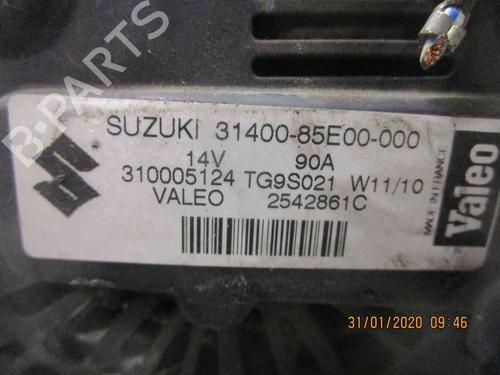 B-PARTS
SUZUKI 31400-85E00-000
14V 90A
310005124 TG9S021 W11/10
VALEO 2542861C
MADE IN FRANCE
Valeo
31/01/2020 09:46